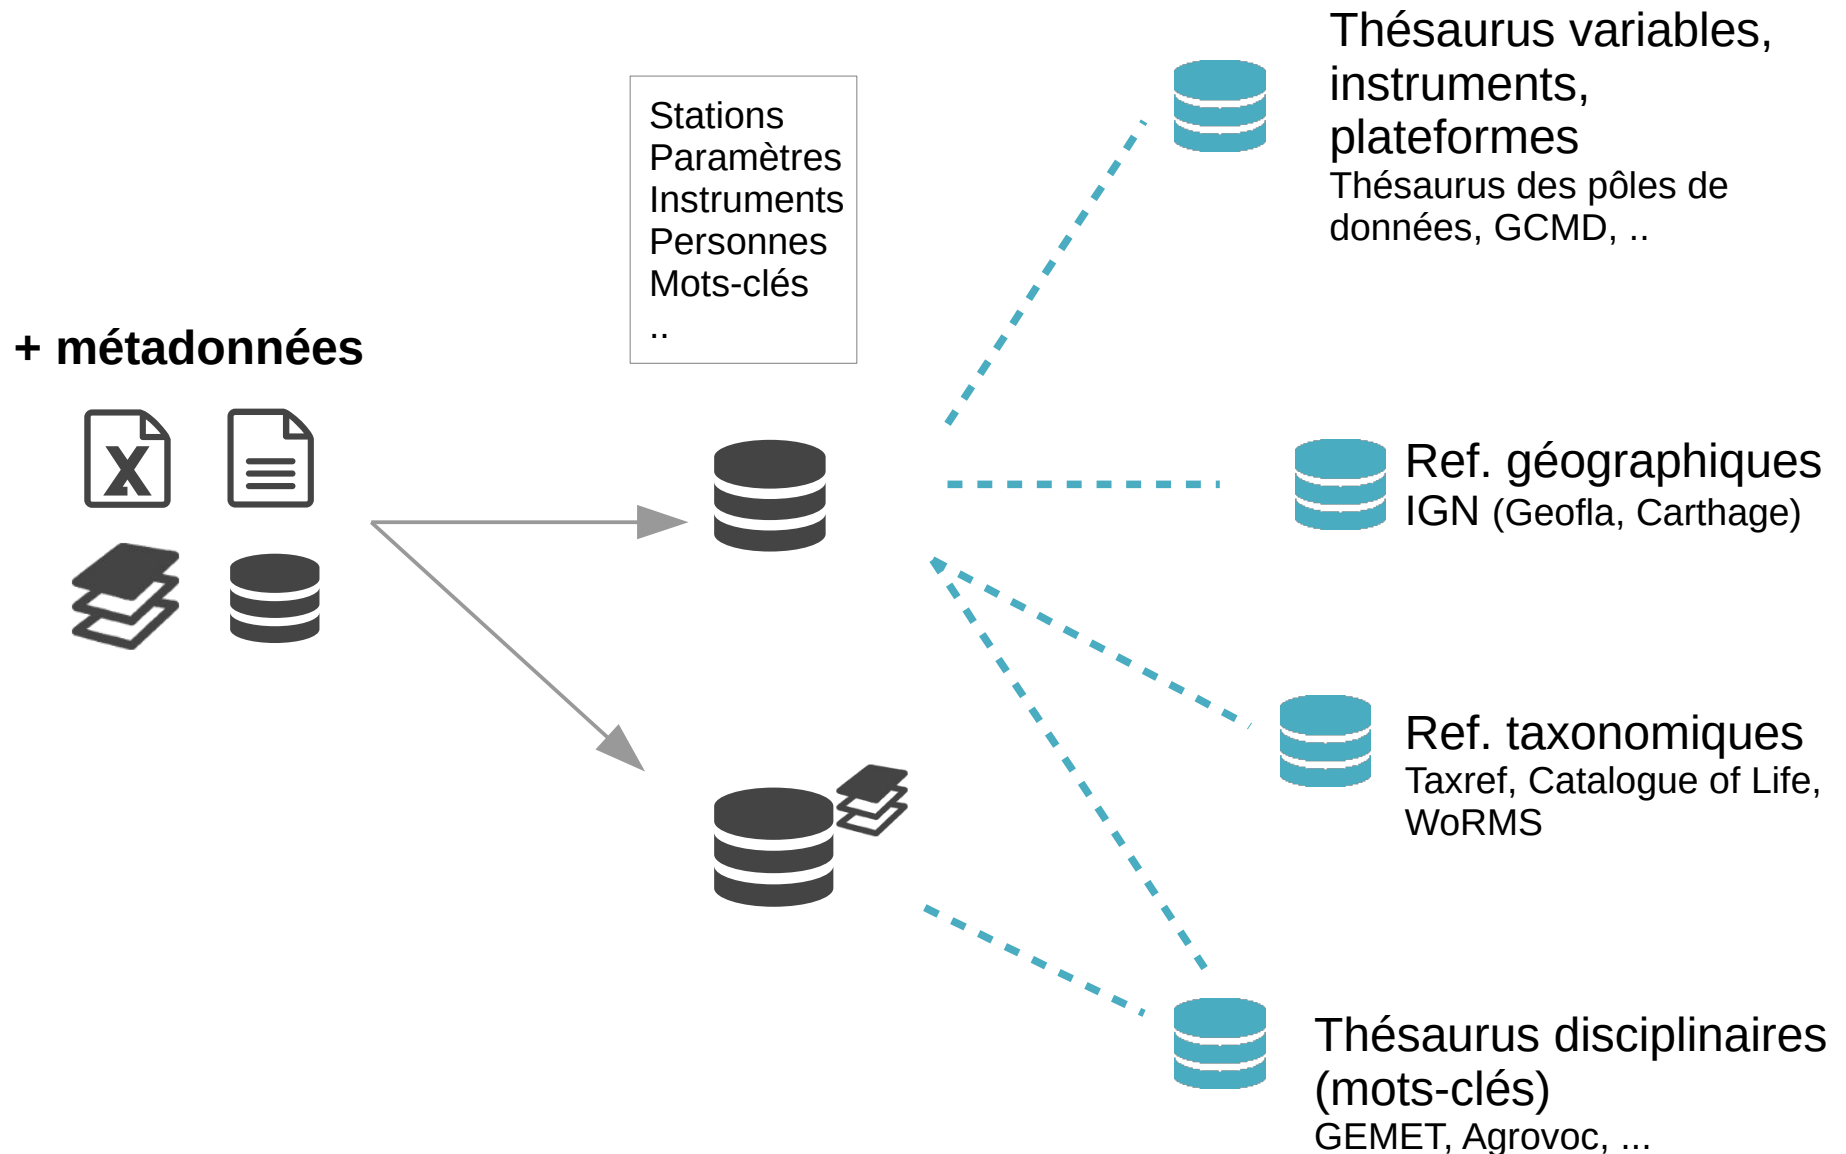 Thésaurus variables,
instruments,
plateformes
Thésaurus des pôles de
données, GCMD, ..
Stations
Paramètres
Instruments
Personnes
Mots-clés
..
+ métadonnées
Ref. géographiques
IGN (Geofla, Carthage)
Ref. taxonomiques
Taxref, Catalogue of Life,
WoRMS
Thésaurus disciplinaires
(mots-clés)
GEMET, Agrovoc, ...